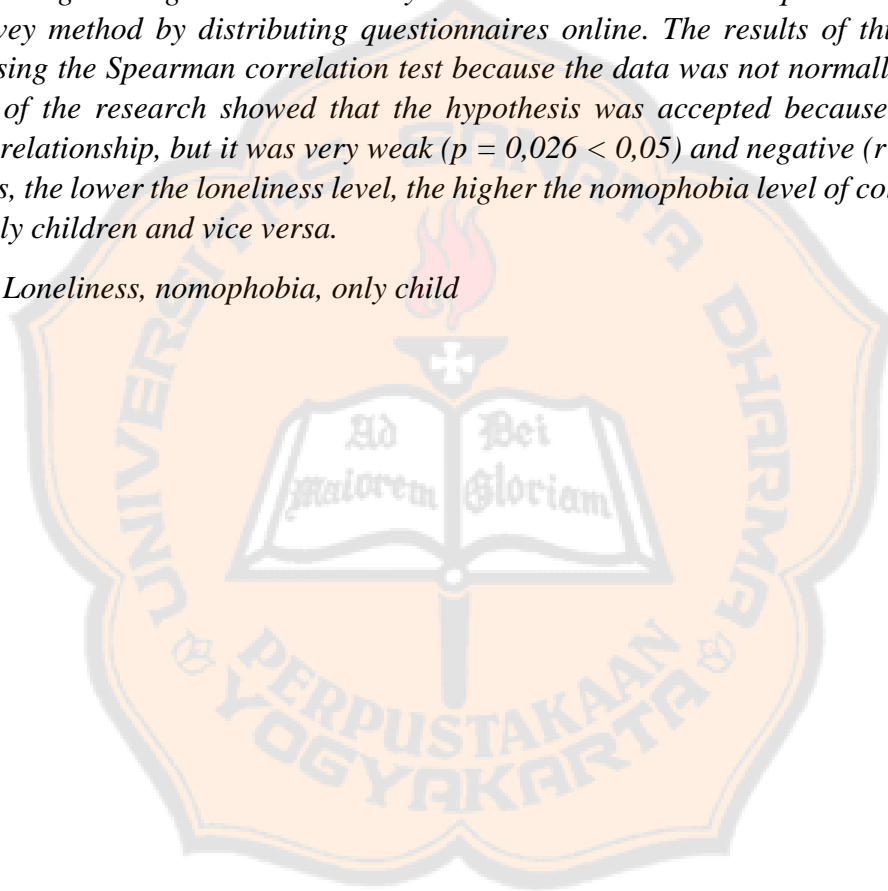 vey method by distributing questionnaires online. The results of thi
sing the Spearman correlation test because the data was not normall
of the research showed that the hypothesis was accepted because
relationship, but it was very weak (p = 0,026 < 0,05) and negative (r
s, the lower the loneliness level, the higher the nomophobia level of co
ly children and vice versa.
Loneliness, nomophobia, only child
UNIVERSITAS SANATA DHARMA
Ad
Dei
maiorem
Gloriam
PERPUSTAKAAN
YOGYAKARTA